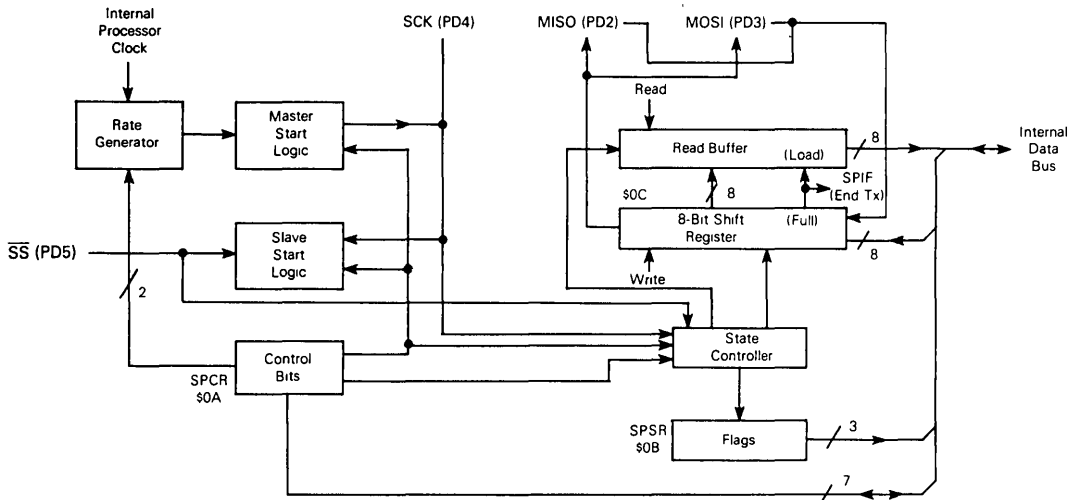 Internal
Processor
Clock
SCK (PD4)
MISO (PD2)
MOSI (PD3)
Rate
Generator
Master
Start
Logic
Read
Read Buffer
(Load)
8
Internal
Data
Bus
$0C
8
SPIF
(End Tx)
8-Bit Shift
Register
(Full)
8
SS (PD5)
Slave
Start
Logic
Write
2
State
Controller
SPCR
$0A
Control
Bits
SPSR
$0B
Flags
3
7